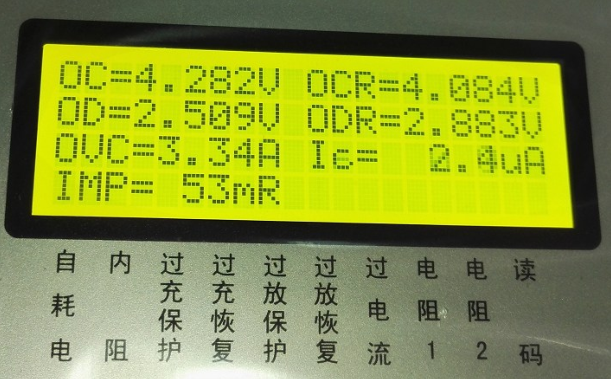 OC=4.282V OCR=4.084V
OD=2.509V ODR=2.883V
OVC=3.34A Iε= 0.4uA
IMP= 53mR
自耗电 内阻 过充保护 过充恢复 过放保护 过放恢复 过电流 电阻1 电阻2 读码